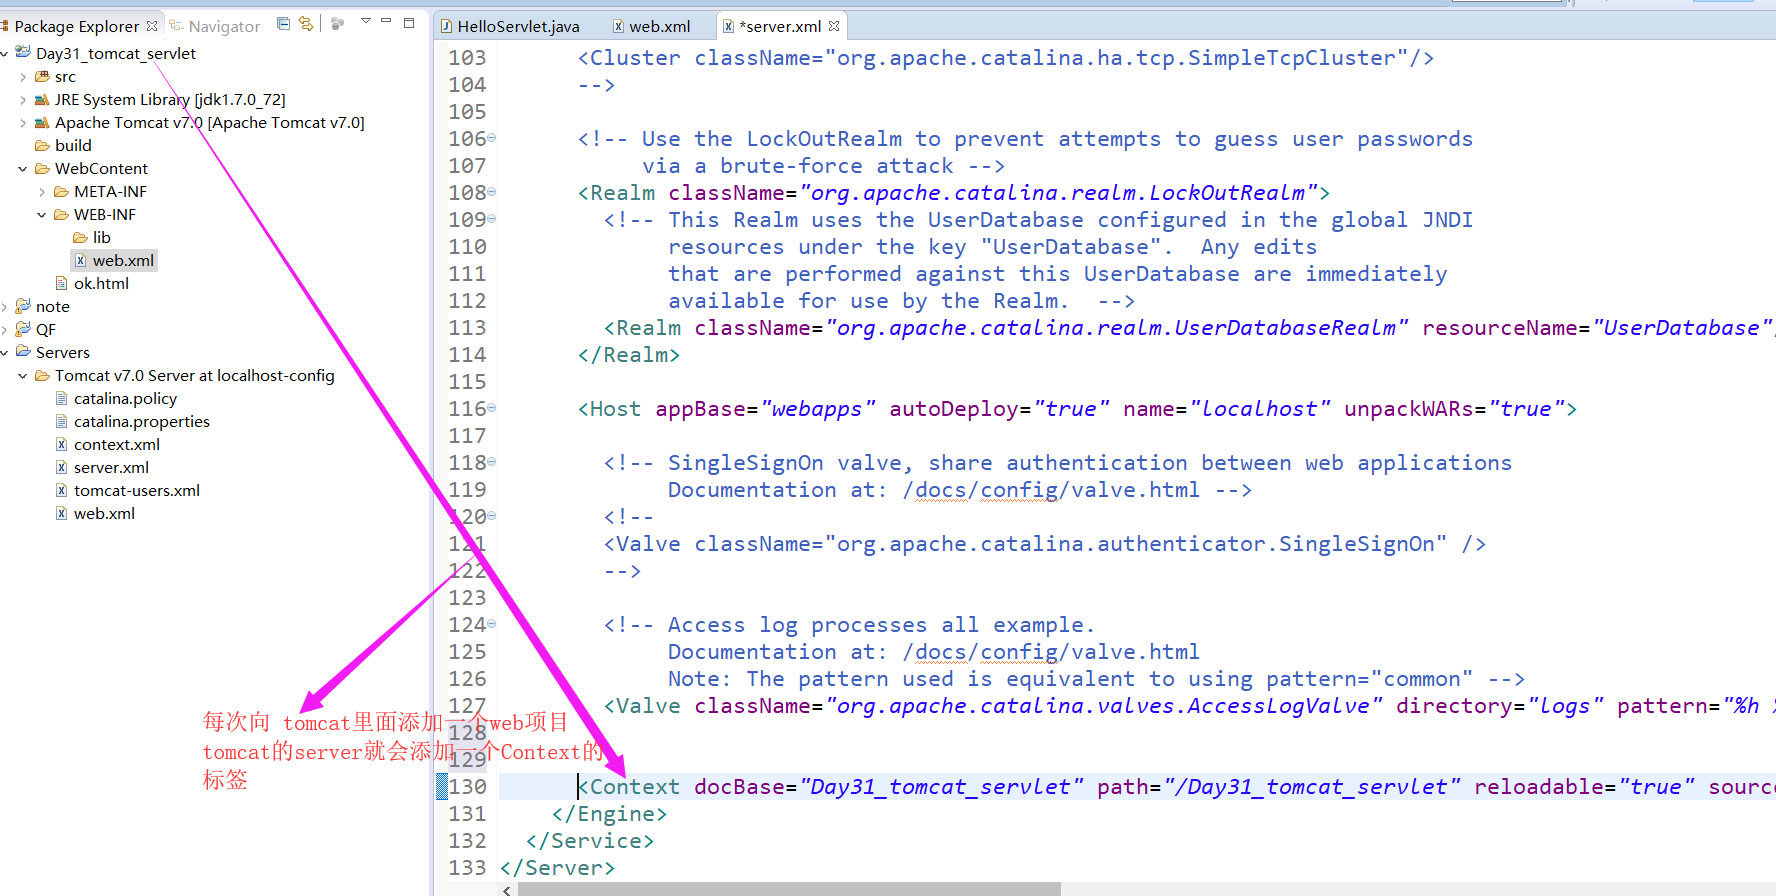 Package Explorer
Navigator
Day31_tomcat_servlet
src
JRE System Library [jdk1.7.0_72]
Apache Tomcat v7.0 [Apache Tomcat v7.0]
build
WebContent
META-INF
WEB-INF
lib
web.xml
ok.html
note
QF
Servers
Tomcat v7.0 Server at localhost-config
catalina.policy
catalina.properties
context.xml
server.xml
tomcat-users.xml
web.xml
每次向 tomcat里面添加一个web项目
tomcat的server就会添加一个Context的
标签
HelloServlet.java
web.xml
*server.xml
103 <Cluster className="org.apache.catalina.ha.tcp.SimpleTcpCluster"/>
104 -->
105
106 <!-- Use the LockOutRealm to prevent attempts to guess user passwords
107 via a brute-force attack -->
108 <Realm className="org.apache.catalina.realm.LockOutRealm">
109 <!-- This Realm uses the UserDatabase configured in the global JNDI
110 resources under the key "UserDatabase".  Any edits
111 that are performed against this UserDatabase are immediately
112 available for use by the Realm.  -->
113 <Realm className="org.apache.catalina.realm.UserDatabaseRealm" resourceName="UserDatabase"/
114 </Realm>
115
116 <Host appBase="webapps" autoDeploy="true" name="localhost" unpackWARs="true">
117
118 <!-- SingleSignOn valve, share authentication between web applications
119 Documentation at: /docs/config/valve.html -->
120 <!--
121 <Valve className="org.apache.catalina.authenticator.SingleSignOn" />
122 -->
123
124 <!-- Access log processes all example.
125 Documentation at: /docs/config/valve.html
126 Note: The pattern used is equivalent to using pattern="common" -->
127 <Valve className="org.apache.catalina.valves.AccessLogValve" directory="logs" pattern="%h
128
129
130 <Context docBase="Day31_tomcat_servlet" path="/Day31_tomcat_servlet" reloadable="true" source
131 </Engine>
132 </Service>
133 </Server>